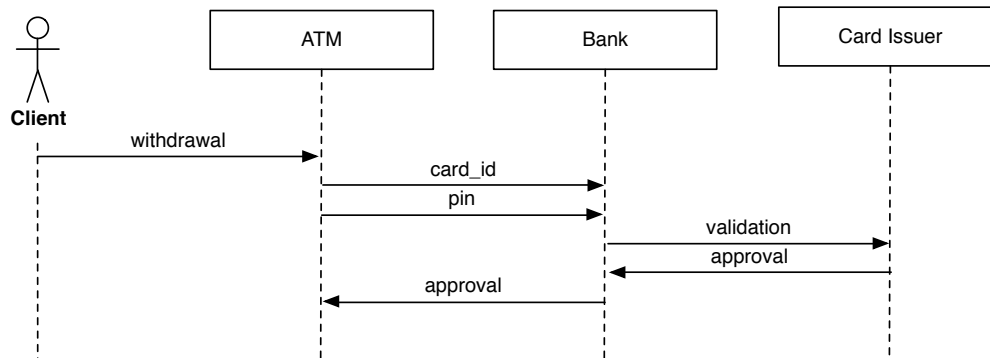 ATM
Bank
Card Issuer
Client
withdrawal
card_id
pin
validation
approval
approval